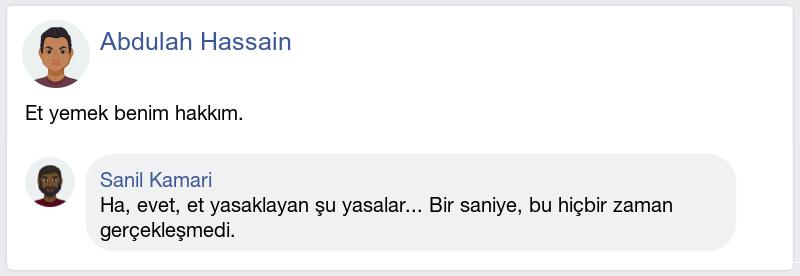 Abdulah Hassain
Et yemek benim hakkım.
Sanil Kamari
Ha, evet, et yasaklayan şu yasalar... Bir saniye, bu hiçbir zaman
gerçekleşmedi.